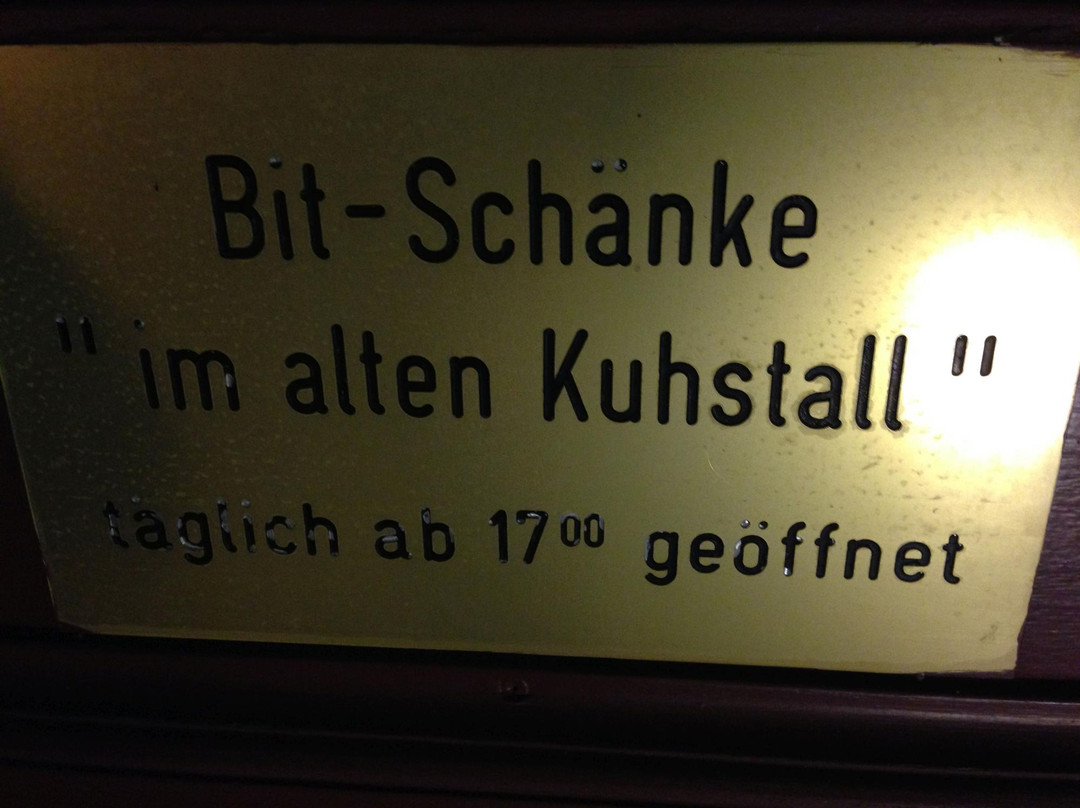 Bit-Schänke
" im alten Kuhstall "
täglich ab 17⁰⁰ geöffnet